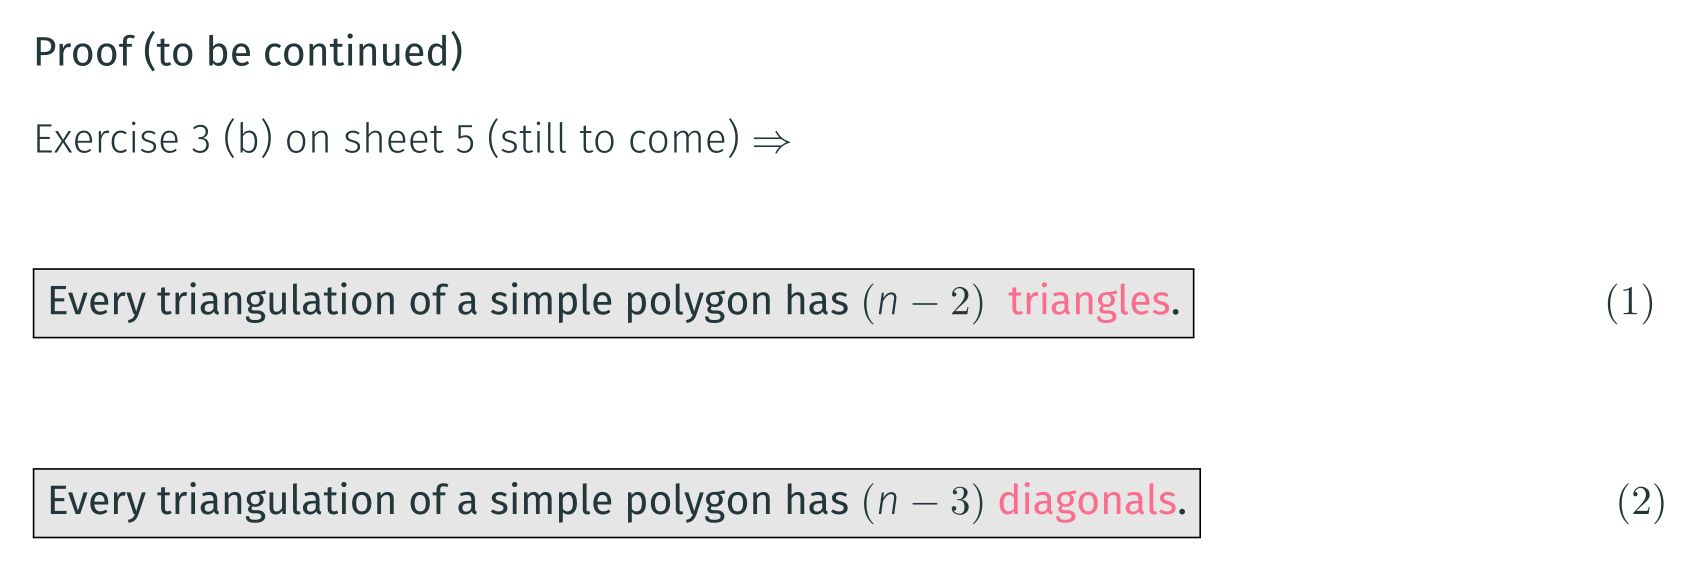 Proof (to be continued)
Exercise 3 (b) on sheet 5 (still to come) ⇒
Every triangulation of a simple polygon has (n − 2) triangles. (1)
Every triangulation of a simple polygon has (n − 3) diagonals. (2)